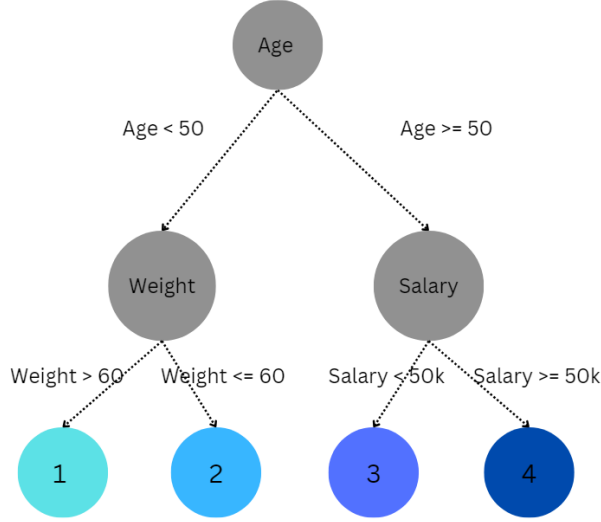 Age
Age < 50
Age >= 50
Weight
Salary
Weight > 60
Weight <= 60
Salary < 50k
Salary >= 50k
1
2
3
4